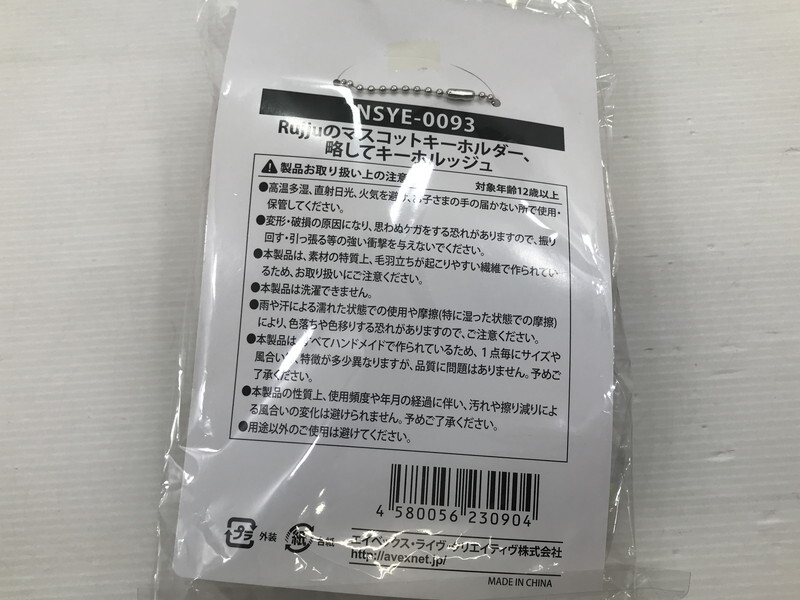 NSYE-0093
Rujjuのマスコットキーホルダー、
略してキーホルッジュ
製品お取り扱い上の注意
対象年齢12歳以上
●高温多湿、直射日光、火気を避け、お子さまの手の届かない所で使用・
保管してください。
●変形・破損の原因になり、思わぬケガをする恐れがありますので、振り
回す・引っ張る等の強い衝撃を与えないでください。
●本製品は、素材の特質上、毛羽立ちが起こりやすい繊維で作られてい
るため、お取り扱いにご注意ください。
●本製品は洗濯できません。
●雨や汗による濡れた状態での使用や摩擦(特に湿った状態での摩擦)
により、色落ちや色移りする恐れがありますので、ご注意ください。
●本製品はすべてハンドメイドで作られているため、1点毎にサイズや
風合い、特徴が多少異なりますが、品質に問題はありません。予めご
了承ください。
●本製品の性質上、使用頻度や年月の経過に伴い、汚れや擦り減りによ
る風合いの変化は避けられません。予めご了承ください。
●用途以外のご使用は避けてください。
4 580056 230904
プラ 外装 紙 台紙
エイベックス・ライヴ・クリエイティヴ株式会社
http://avexnet.jp/
MADE IN CHINA